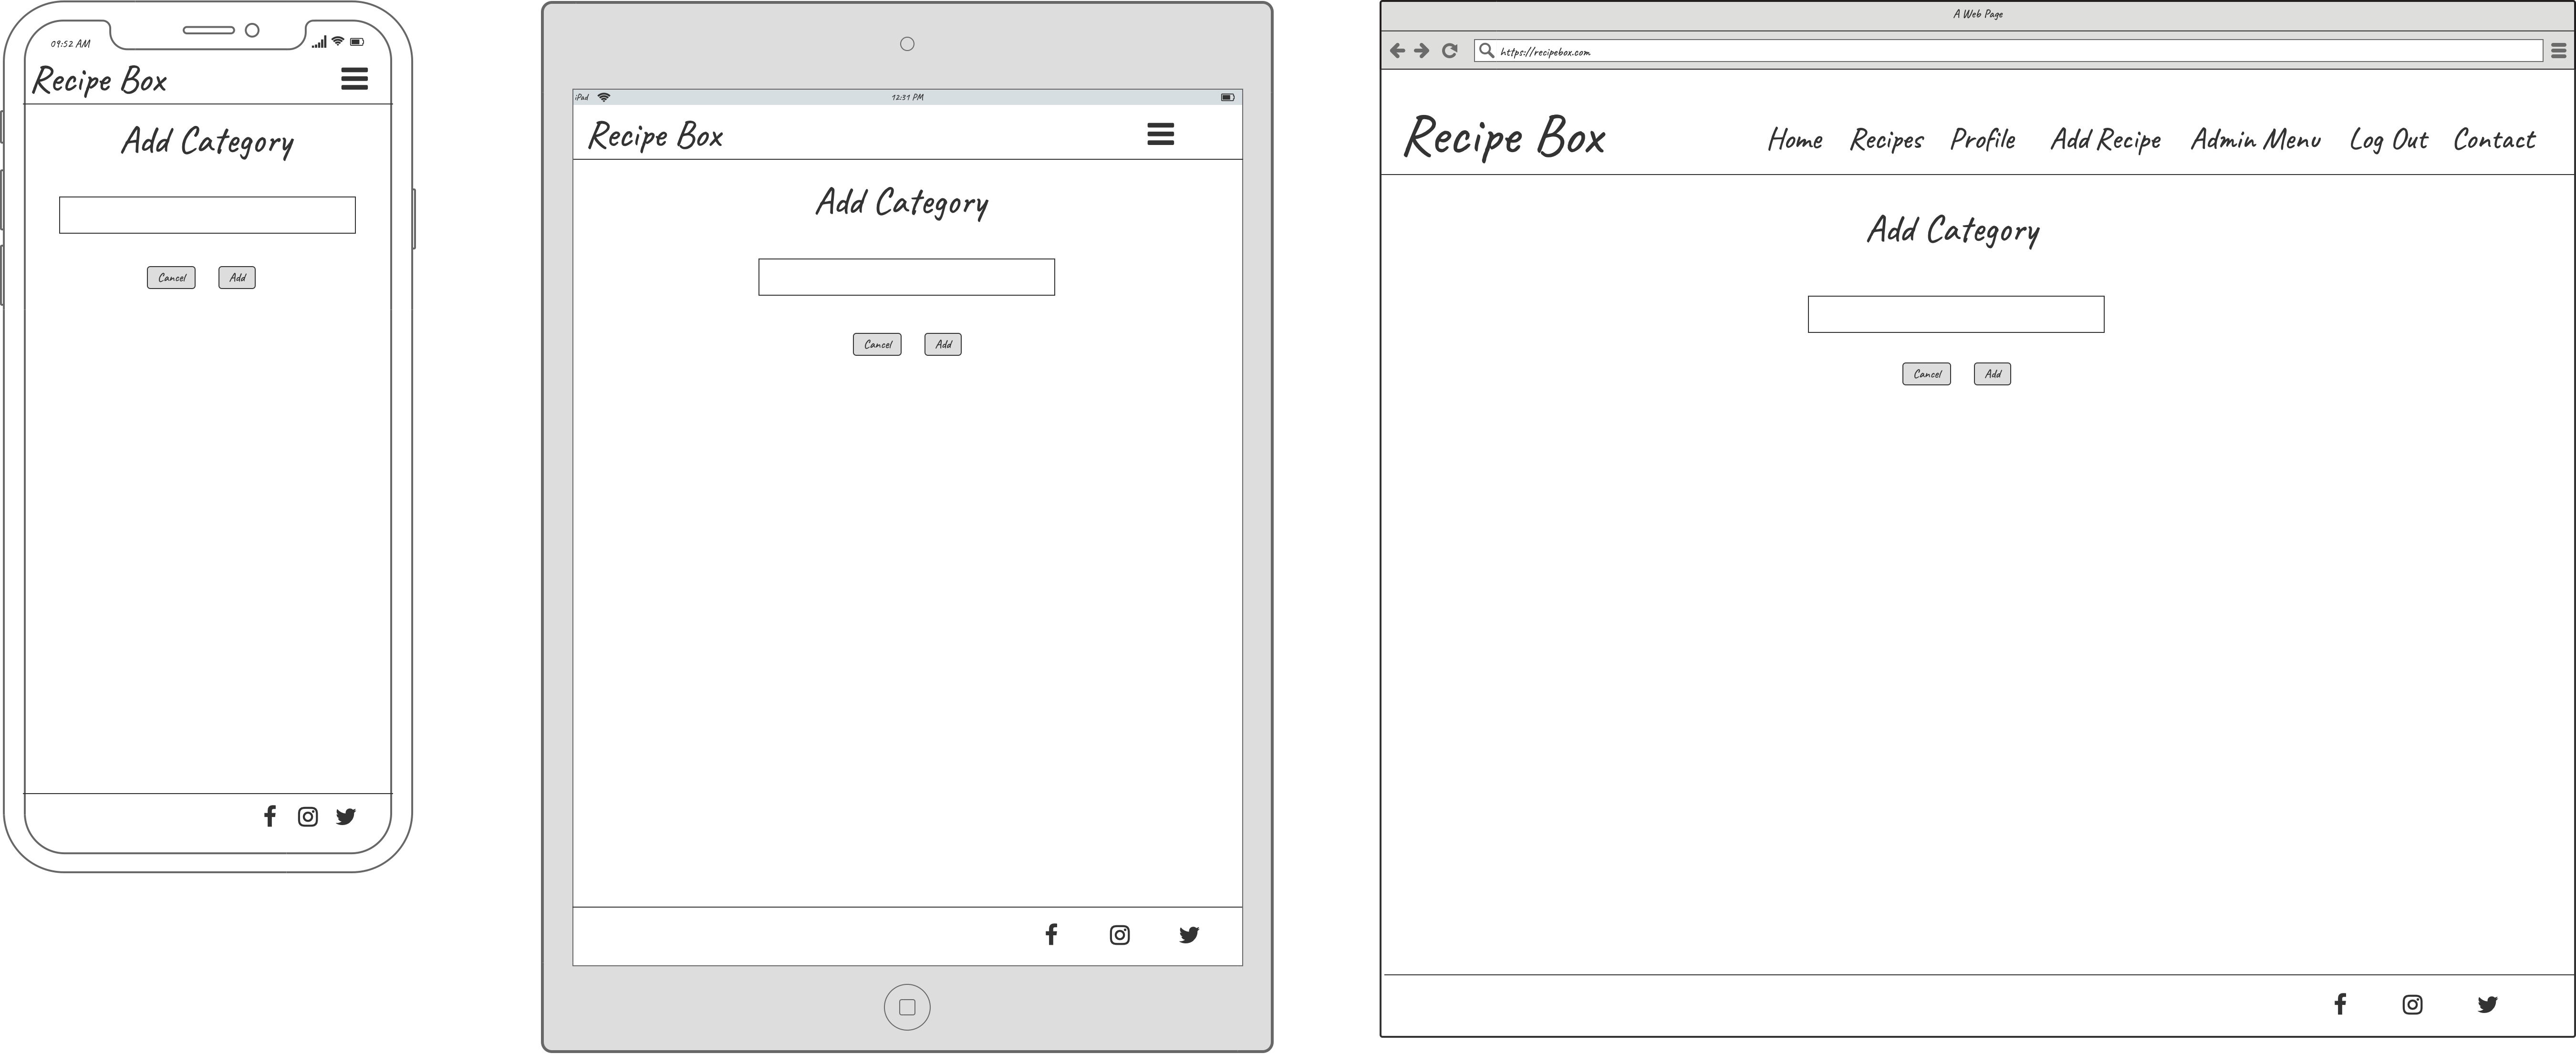 09:52 AM
Recipe Box
Add Category
Cancel Add
iPad 12:31 PM
Recipe Box
Add Category
Cancel Add
A Web Page
https://recipebox.com
Recipe Box Home Recipes Profile Add Recipe Admin Menu Log Out Contact
Add Category
Cancel Add